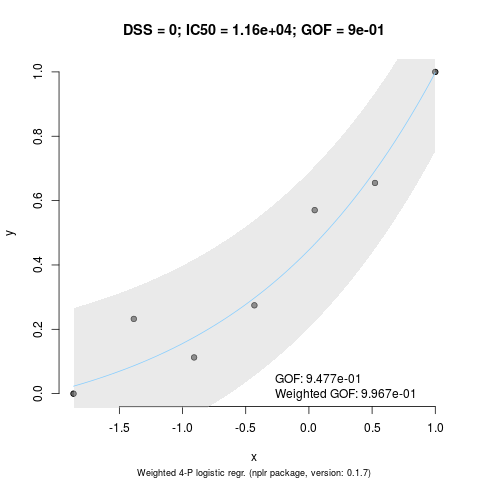 DSS = 0; IC50 = 1.16e+04; GOF = 9e-01
1.0
0.8
0.6
0.4
0.2
0.0
y
GOF: 9.477e-01
Weighted GOF: 9.967e-01
-1.5 -1.0 -0.5 0.0 0.5 1.0
x
Weighted 4-P logistic regr. (nplr package, version: 0.1.7)